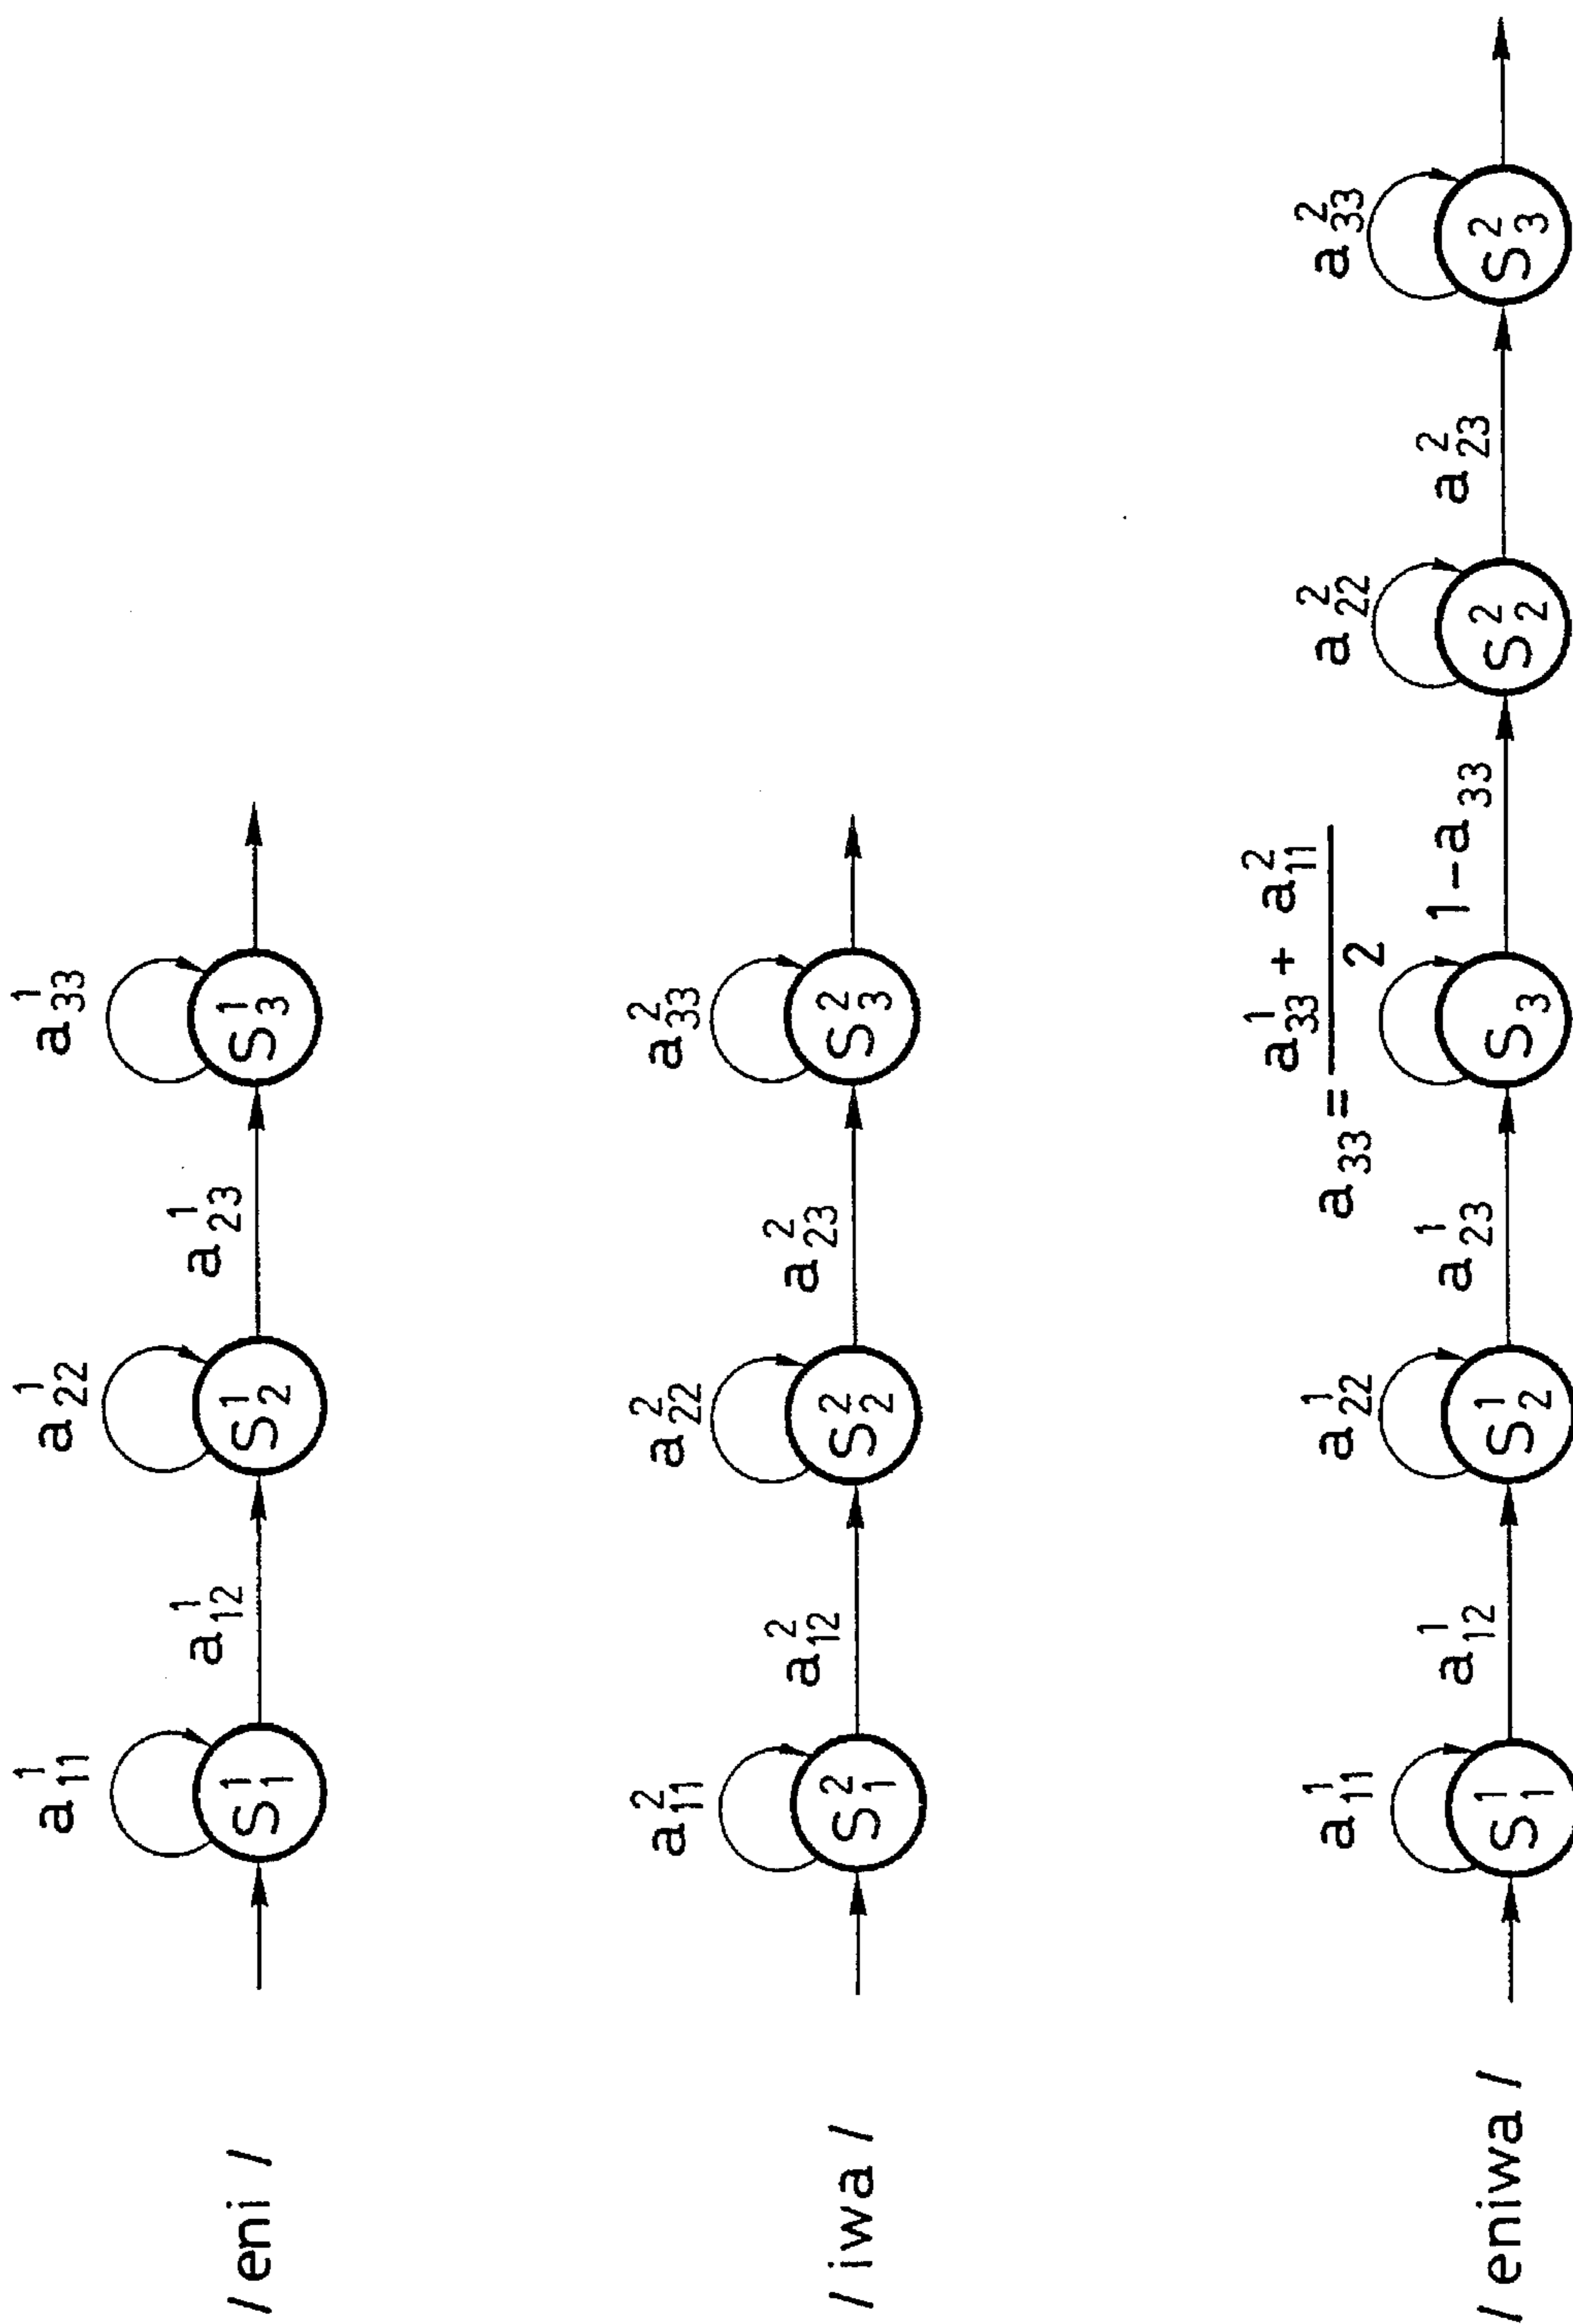 /eni/
a¹₁₁ a¹₂₂ a¹₃₃
S¹₁ a¹₁₂ S¹₂ a¹₂₃ S¹₃
/iwa/
a²₁₁ a²₂₂ a²₃₃
S²₁ a²₁₂ S²₂ a²₂₃ S²₃
/eniwa/
a₃₃ = (a¹₃₃ + a²₁₁) / 2
a¹₁₁ a¹₂₂ a²₂₂ a²₃₃
S¹₁ a¹₁₂ S¹₂ a¹₂₃ S₃ 1-a₃₃ S²₂ a²₂₃ S²₃